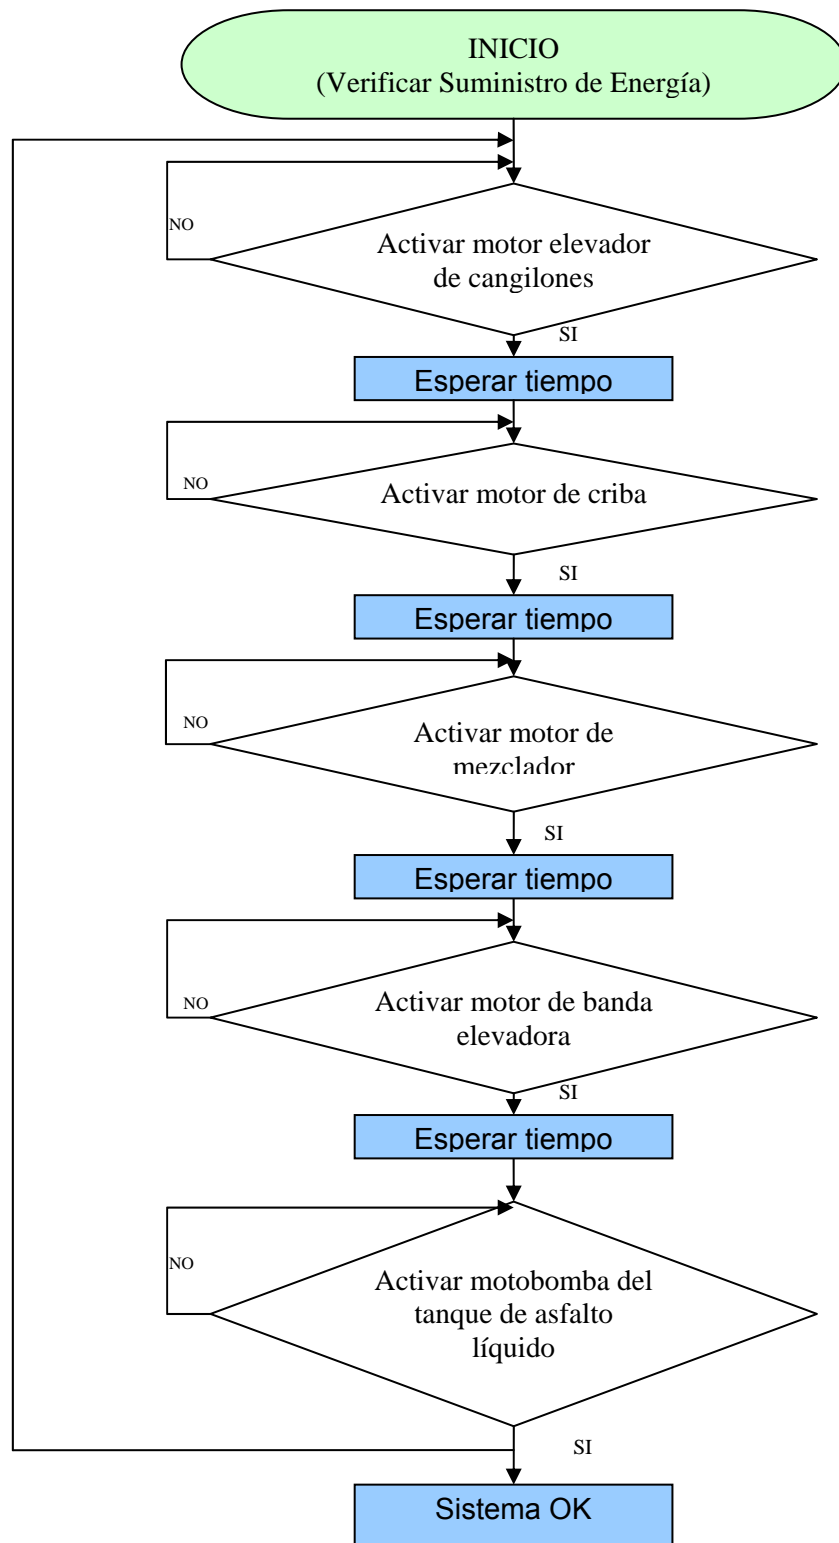 INICIO
(Verificar Suministro de Energía)
NO
Activar motor elevador
de cangilones
SI
Esperar tiempo
NO
Activar motor de criba
SI
Esperar tiempo
NO
Activar motor de
mezclador
SI
Esperar tiempo
NO
Activar motor de banda
elevadora
SI
Esperar tiempo
NO
Activar motobomba del
tanque de asfalto
líquido
SI
Sistema OK